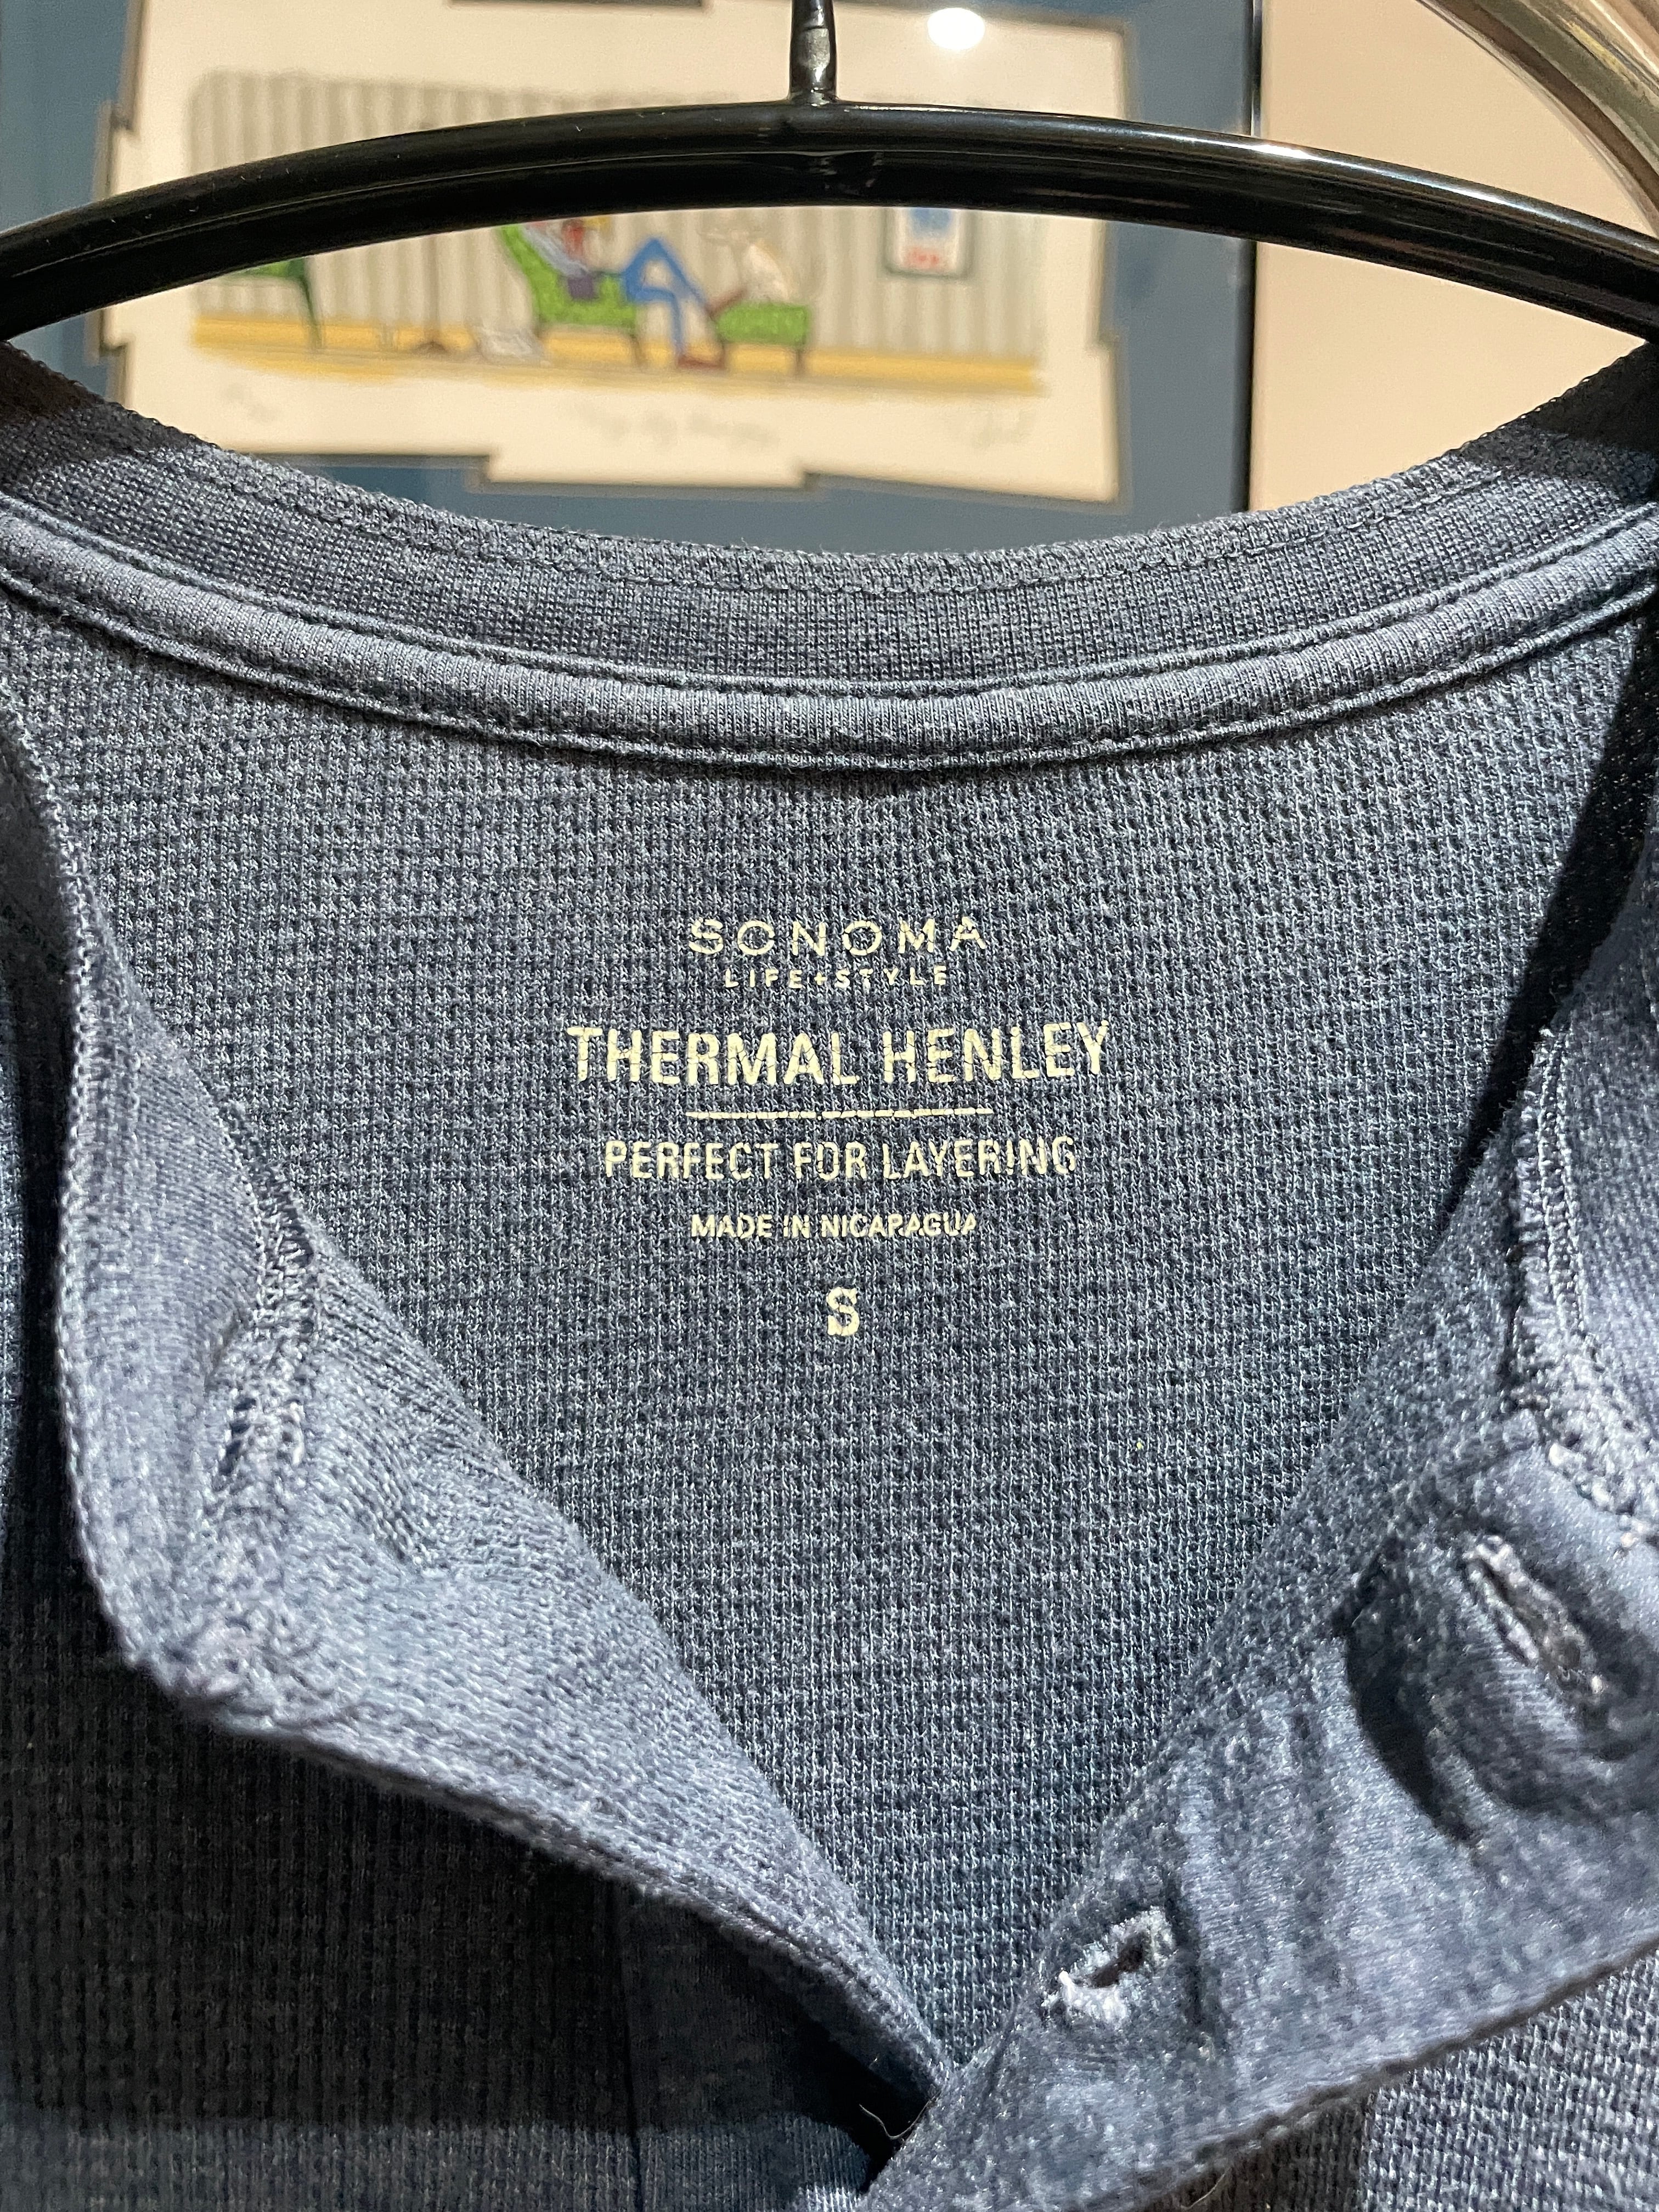 SONOMA
LIFE+STYLE
THERMAL HENLEY
PERFECT FOR LAYERING
MADE IN NICARAGUA
S